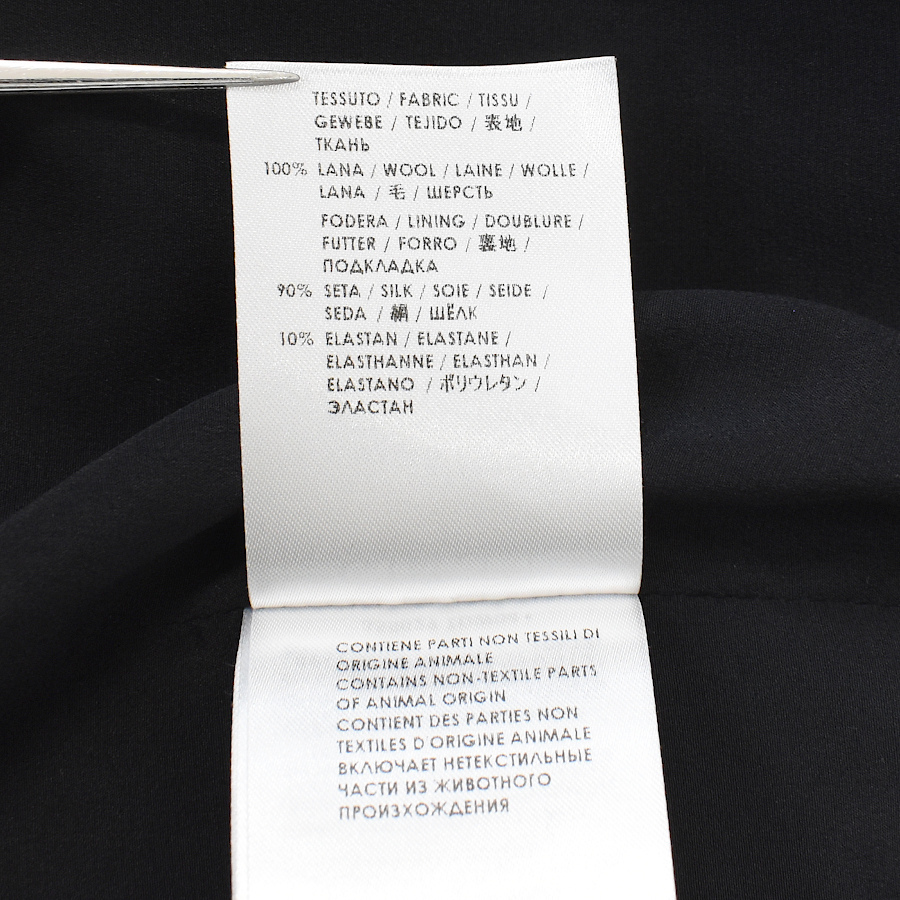 TESSUTO / FABRIC / TISSU /
GEWEBE / TEJIDO / 表地 /
ТКАНЬ
100% LANA / WOOL / LAINE / WOLLE /
LANA / 毛 / ШЕРСТЬ
FODERA / LINING / DOUBLURE /
FUTTER / FORRO / 裏地 /
ПОДКЛАДКА
90% SETA / SILK / SOIE / SEIDE /
SEDA / 絹 / ШЁЛК
10% ELASTAN / ELASTANE /
ELASTHANNE / ELASTHAN /
ELASTANO / ポリウレタン /
ЭЛАСТАН
CONTIENE PARTI NON TESSILI DI
ORIGINE ANIMALE
CONTAINS NON-TEXTILE PARTS
OF ANIMAL ORIGIN
CONTIENT DES PARTIES NON
TEXTILES D'ORIGINE ANIMALE
ВКЛЮЧАЕТ НЕТЕКСТИЛЬНЫЕ
ЧАСТИ ИЗ ЖИВОТНОГО
ПРОИЗХОЖДЕНИЯ